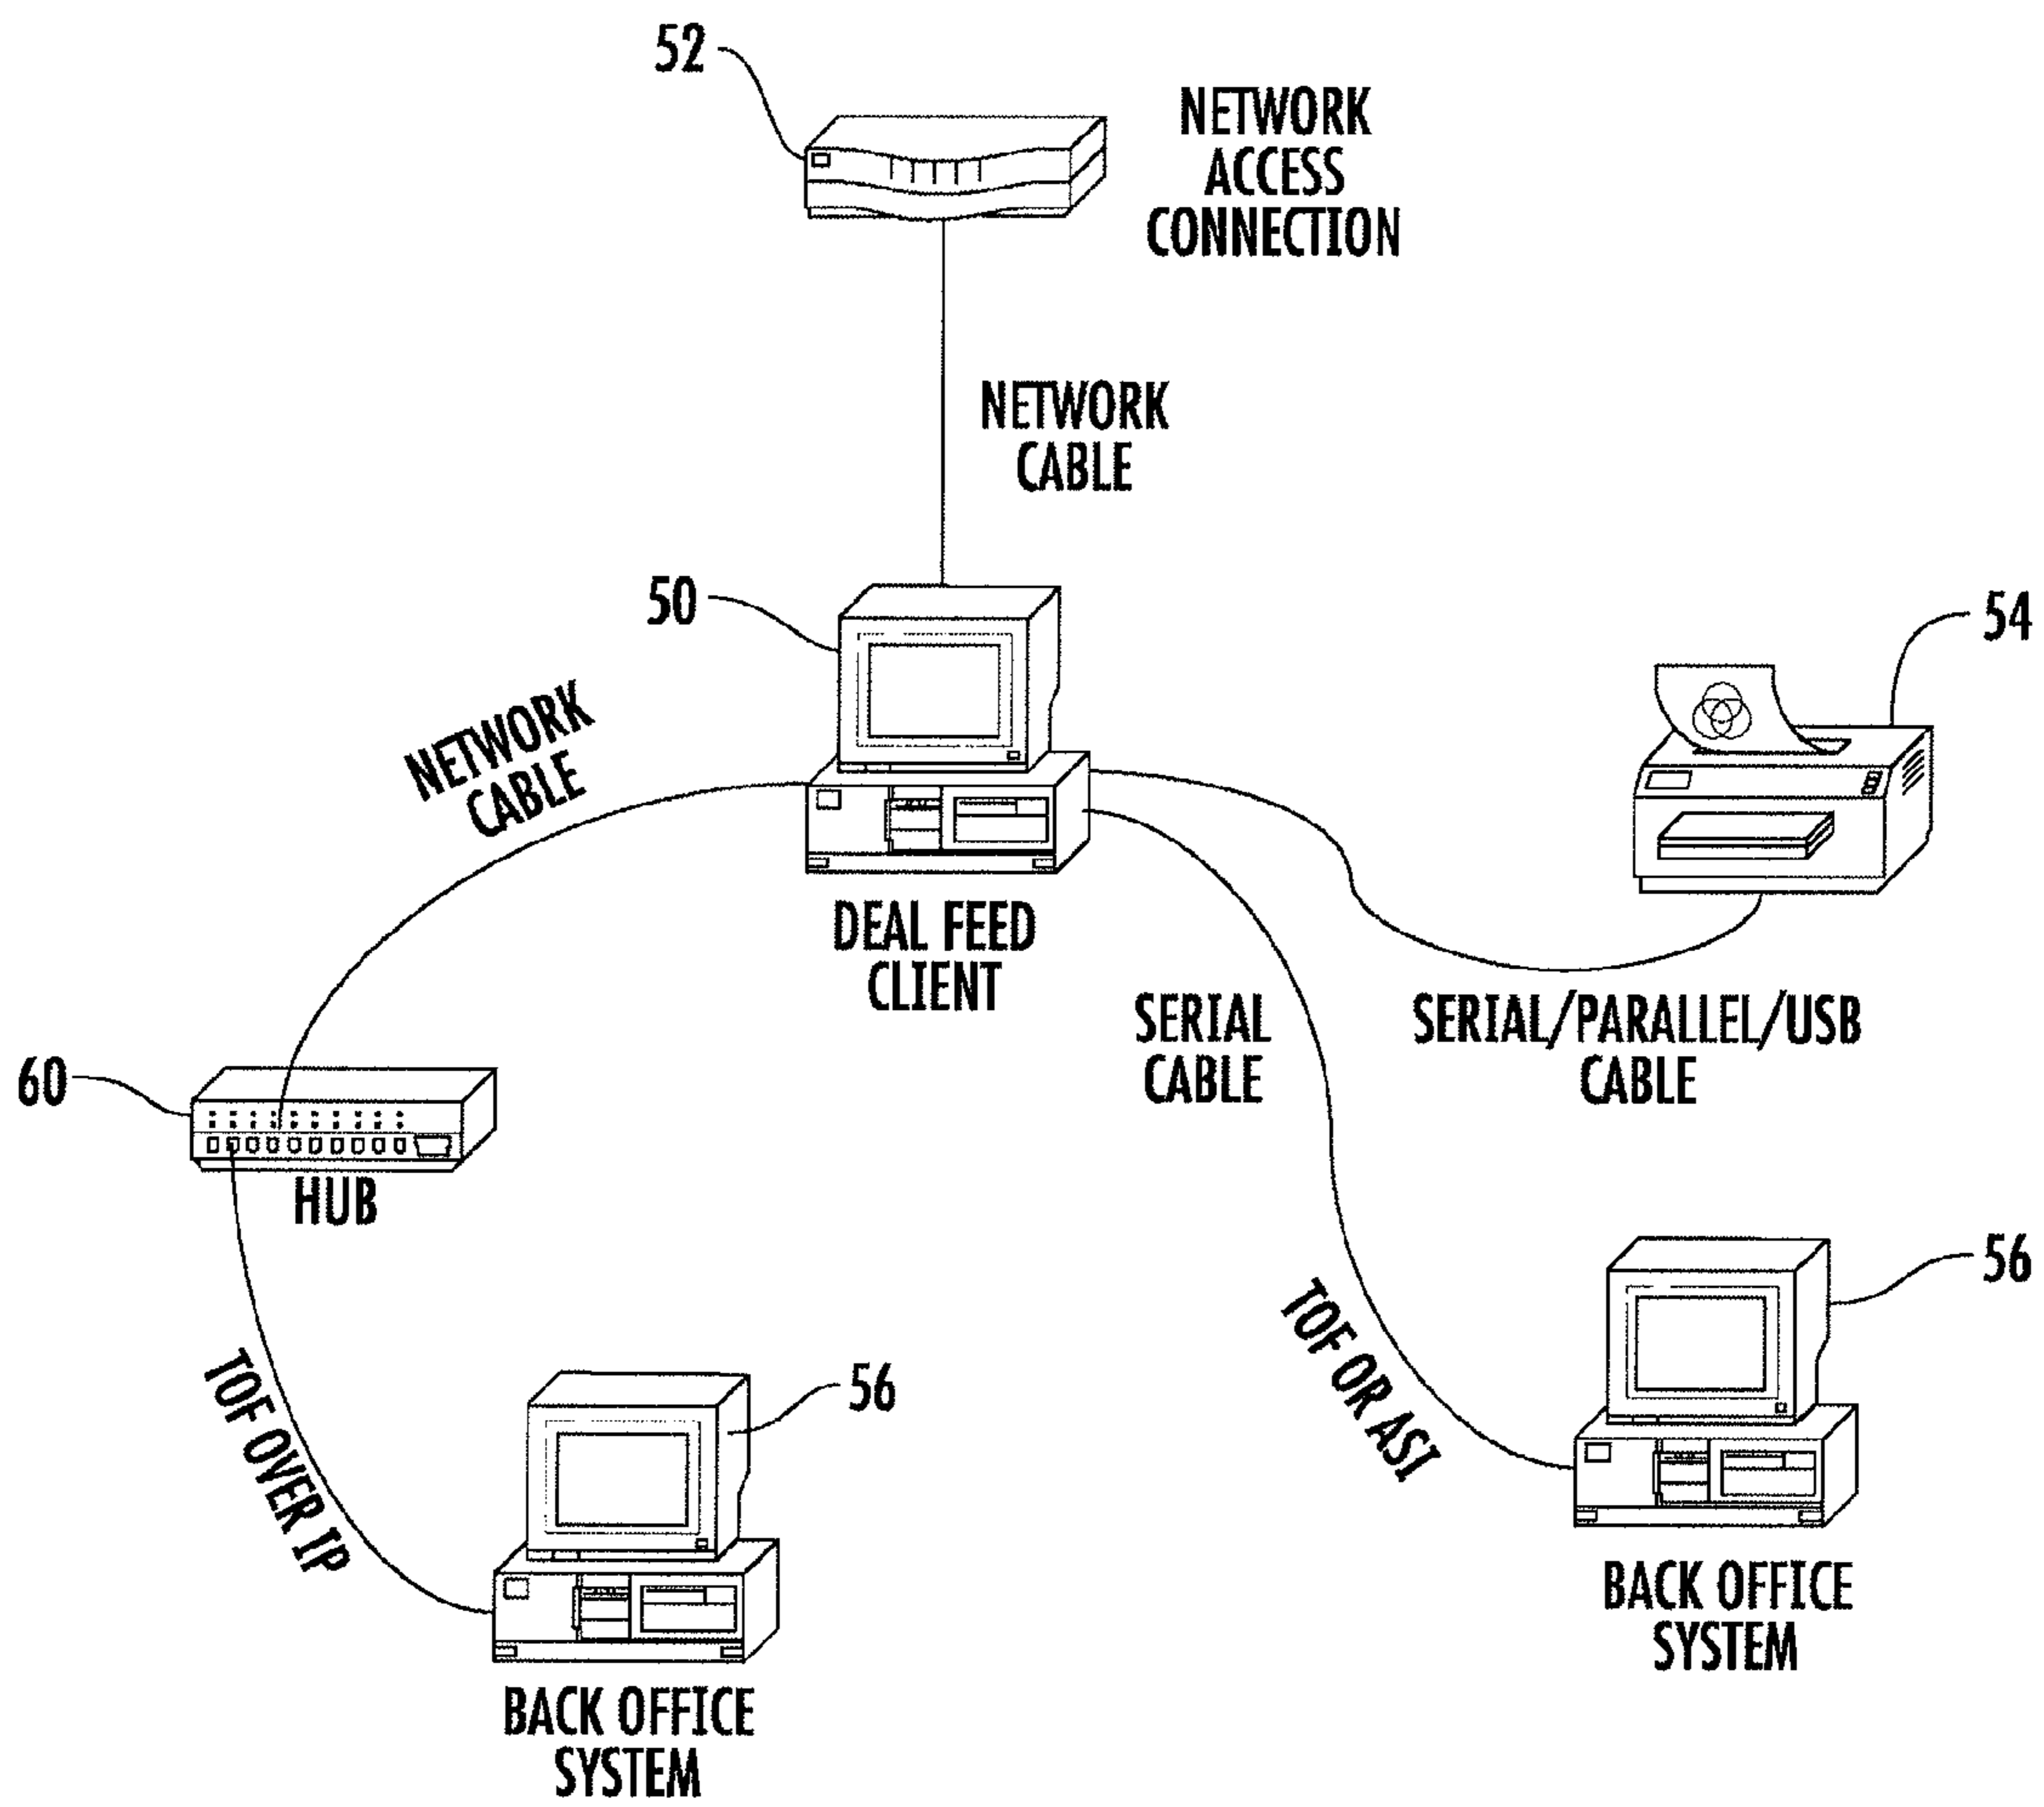 52
NETWORK
ACCESS
CONNECTION
NETWORK
CABLE
50
54
NETWORK
CABLE
DEAL FEED
CLIENT
SERIAL
CABLE
SERIAL/PARALLEL/USB
CABLE
60
HUB
56
TOF OR ASI
TOF OVER IP
56
BACK OFFICE
SYSTEM
BACK OFFICE
SYSTEM